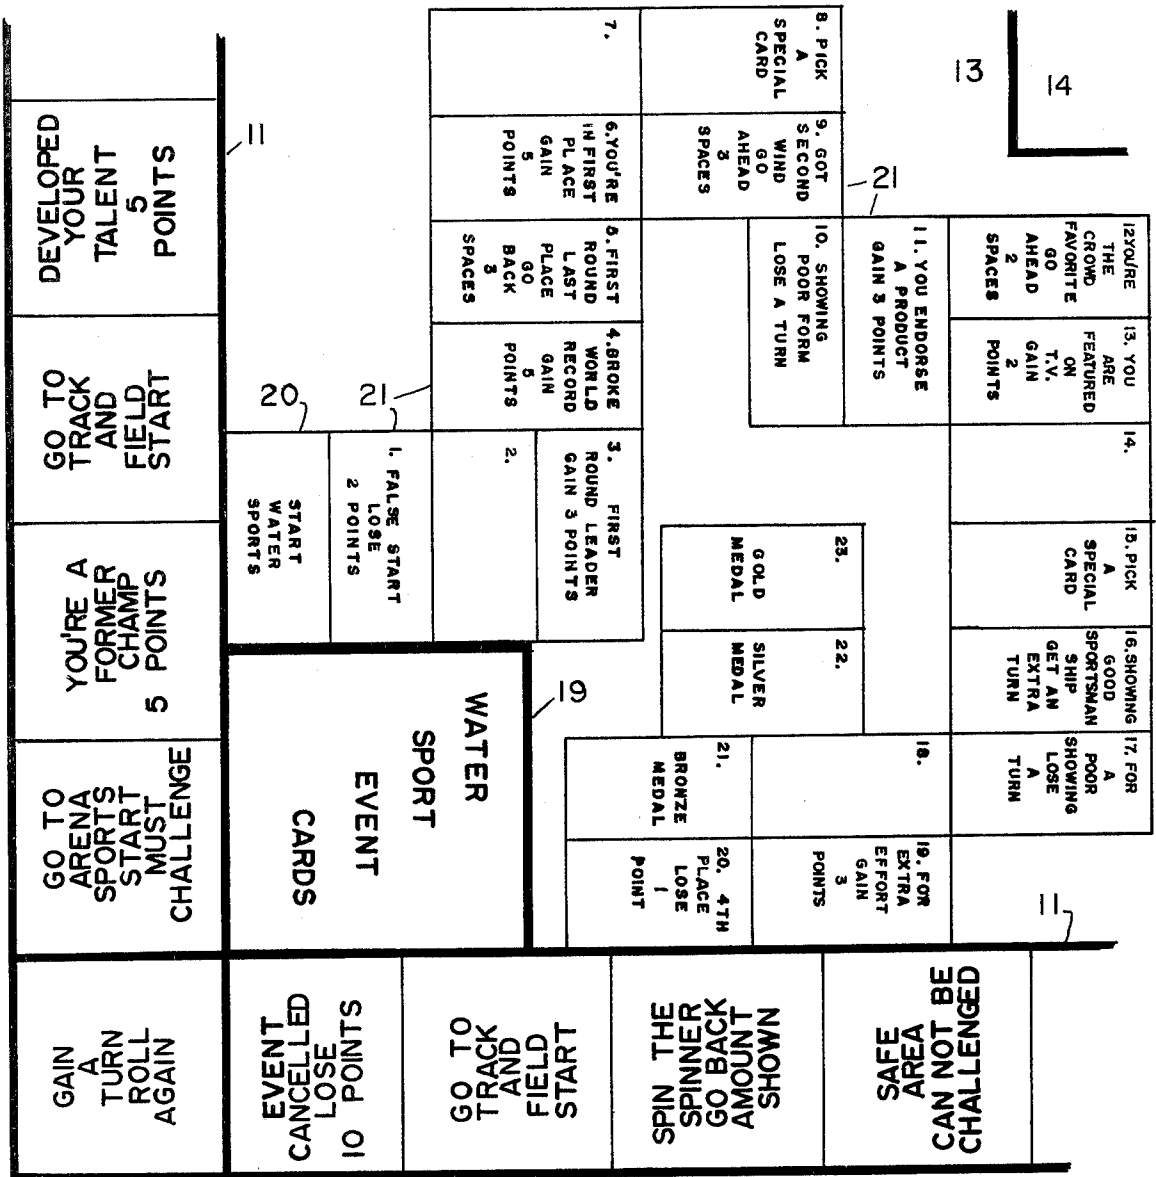 13
14
11
21
21
20
19
11
DEVELOPED
YOUR
TALENT
5
POINTS
GO TO
TRACK
AND
FIELD
START
YOU'RE A
FORMER
CHAMP
5 POINTS
GO TO
ARENA
SPORTS
START
MUST
CHALLENGE
GAIN
A
TURN
ROLL
AGAIN
EVENT
CANCELLED
LOSE
10 POINTS
GO TO
TRACK
AND
FIELD
START
SPIN THE
SPINNER
GO BACK
AMOUNT
SHOWN
SAFE
AREA
CAN NOT BE
CHALLENGED
WATER
SPORT
EVENT
CARDS
START
WATER
SPORTS
1. FALSE START
LOSE
2 POINTS
2.
3. FIRST
ROUND LEADER
GAIN 3 POINTS
4. BROKE
WORLD
RECORD
GAIN
5
POINTS
5. FIRST
ROUND
LAST
PLACE
GO
BACK
3
SPACES
6. YOU'RE
IN FIRST
PLACE
GAIN
5
POINTS
7.
8. PICK
A
SPECIAL
CARD
9. GOT
SECOND
WIND
GO
AHEAD
3
SPACES
10. SHOWING
POOR FORM
LOSE A TURN
11. YOU ENDORSE
A PRODUCT
GAIN 3 POINTS
12YOU'RE
THE
CROWD
FAVORITE
GO
AHEAD
2
SPACES
13. YOU
ARE
FEATURED
ON
T.V.
GAIN
2
POINTS
14.
15. PICK
A
SPECIAL
CARD
16. SHOWING
GOOD
SPORTSMAN
SHIP
GET AN
EXTRA
TURN
17. FOR
A
POOR
SHOWING
LOSE
A
TURN
18.
19. FOR
EXTRA
EFFORT
GAIN
3
POINTS
20. 4TH
PLACE
LOSE
1
POINT
21.
BRONZE
MEDAL
22.
SILVER
MEDAL
23.
GOLD
MEDAL